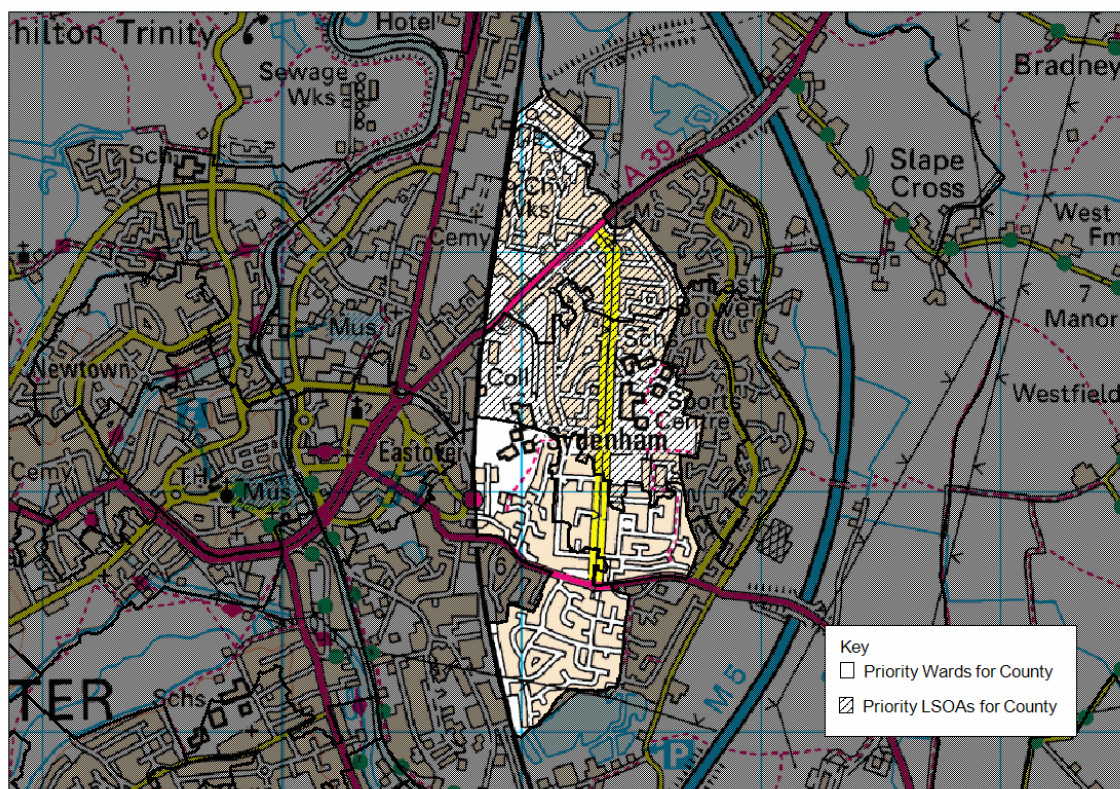 hilton Trinity
Hotel
Sewage
Wks
Bradney
Sch
A 39
Slape
Cross
Chy
Wks
Ms
West
Fm
Cemy
East
Bower
7
Manor
Mus
Newtown
Coll
Westfield
Sports
Centre
Sydenham
Eastover
Cemy
TH
Mus
6
Key
Priority Wards for County
Priority LSOAs for County
M 5
TER
Schs
P